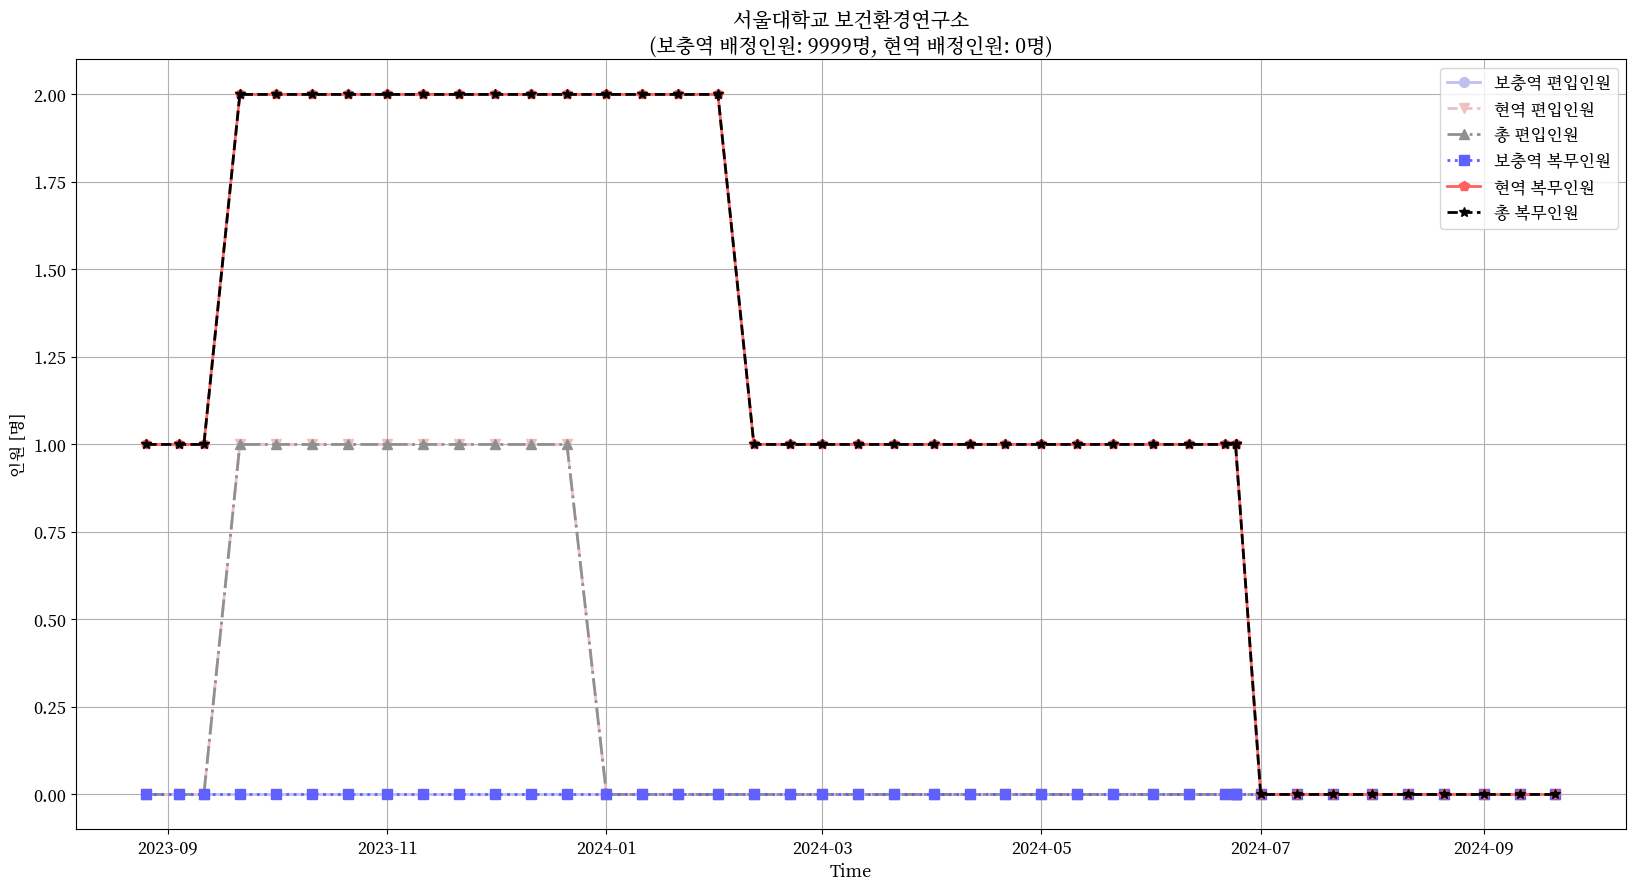 서울대학교 보건환경연구소
(보충역 배정인원: 9999명, 현역 배정인원: 0명)
보충역 편입인원
현역 편입인원
총 편입인원
보충역 복무인원
현역 복무인원
총 복무인원
인원 [명]
2.00
1.75
1.50
1.25
1.00
0.75
0.50
0.25
0.00
2023-09
2023-11
2024-01
2024-03
2024-05
2024-07
2024-09
Time